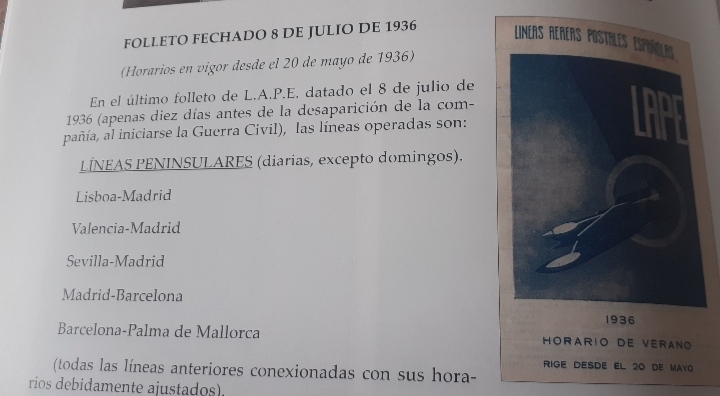 FOLLETO FECHADO 8 DE JULIO DE 1936
(Horarios en vigor desde el 20 de mayo de 1936)
En el último folleto de L.A.P.E. datado el 8 de julio de
1936 (apenas diez días antes de la desaparición de la com-
pañía, al iniciarse la Guerra Civil), las líneas operadas son:
LÍNEAS PENINSULARES (diarias, excepto domingos).
Lisboa-Madrid
Valencia-Madrid
Sevilla-Madrid
Madrid-Barcelona
Barcelona-Palma de Mallorca
(todas las líneas anteriores conexionadas con sus hora-
rios debidamente ajustados).
LINEAS AEREAS POSTALES ESPAÑOLAS
LAPE
1936
HORARIO DE VERANO
RIGE DESDE EL 20 DE MAYO